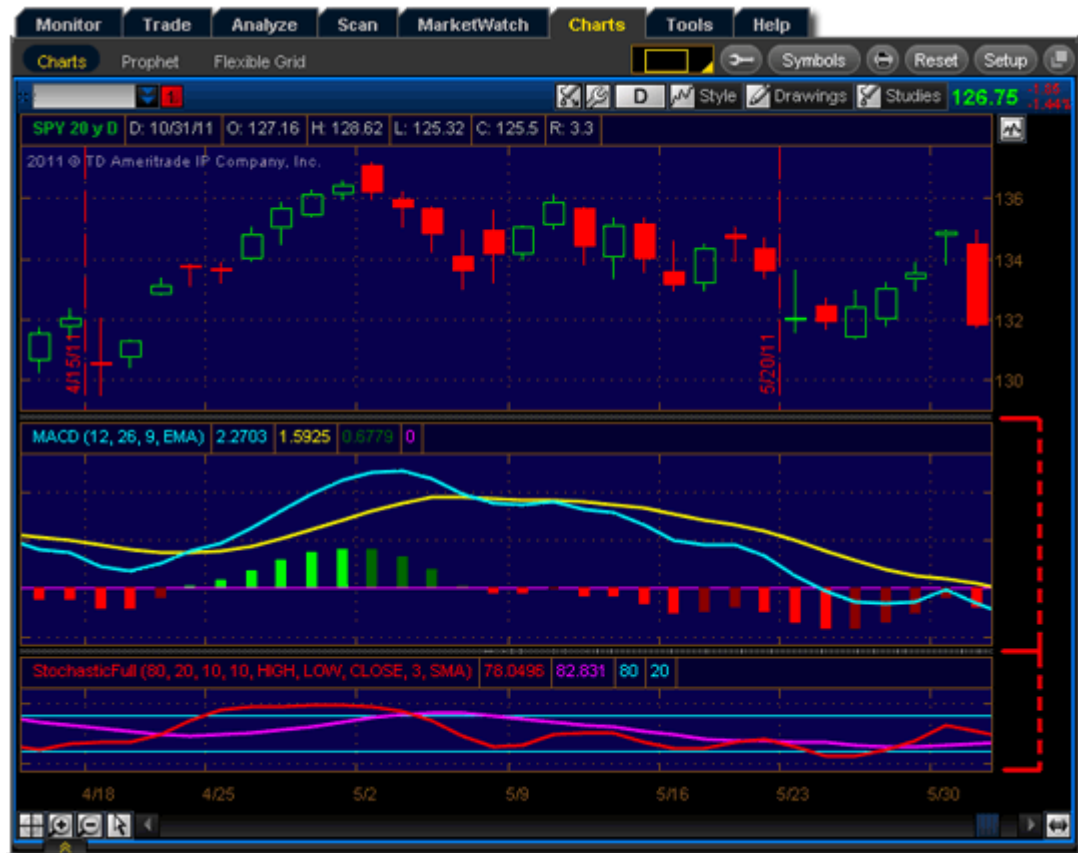 Monitor Trade Analyze Scan MarketWatch Charts Tools Help
Charts Prophet Flexible Grid Symbols Reset Setup
1 D Style Drawings Studies 126.75 -1.85 -1.44%
SPY 20 y D D: 10/31/11 O: 127.16 H: 128.62 L: 125.32 C: 125.5 R: 3.3
2011 © TD Ameritrade IP Company, Inc.
136
134
132
130
4/15/11
5/20/11
MACD (12, 26, 9, EMA) 2.2703 1.5925 0.6779 0
StochasticFull (80, 20, 10, 10, HIGH, LOW, CLOSE, 3, SMA) 78.0496 82.831 80 20
4/18 4/25 5/2 5/9 5/16 5/23 5/30